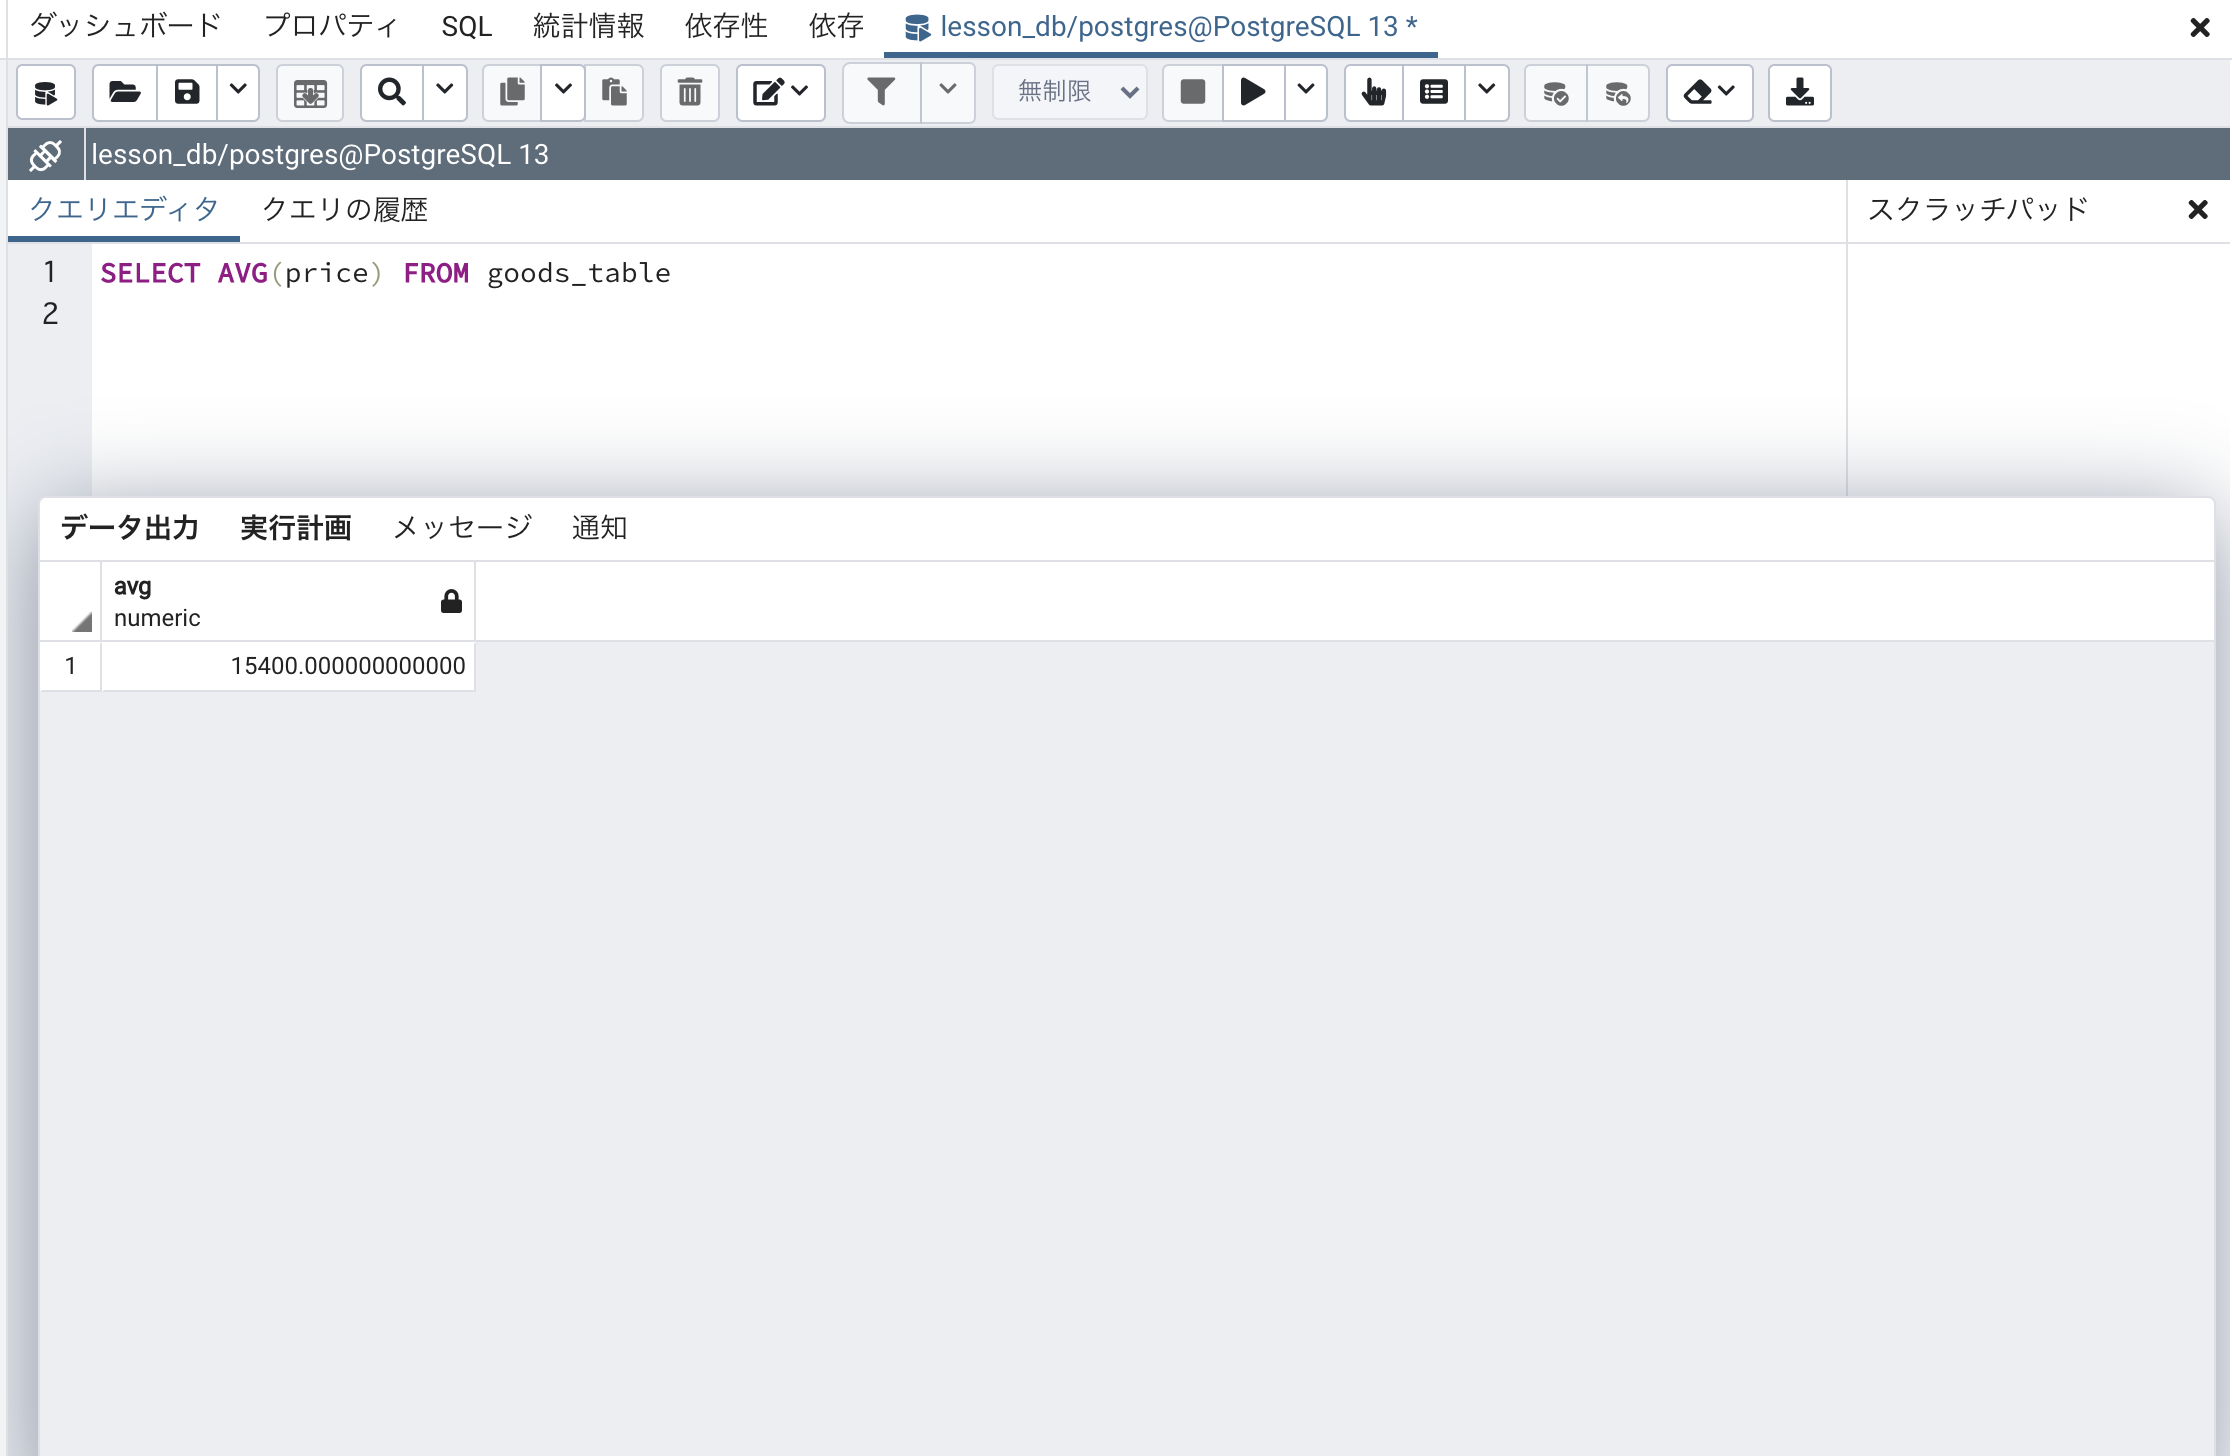 ダッシュボード プロパティ SQL 統計情報 依存性 依存 lesson_db/postgres@PostgreSQL 13 *
無制限
lesson_db/postgres@PostgreSQL 13
クエリエディタ クエリの履歴 スクラッチパッド
1 SELECT AVG(price) FROM goods_table
2
データ出力 実行計画 メッセージ 通知
avg
numeric
1 15400.000000000000